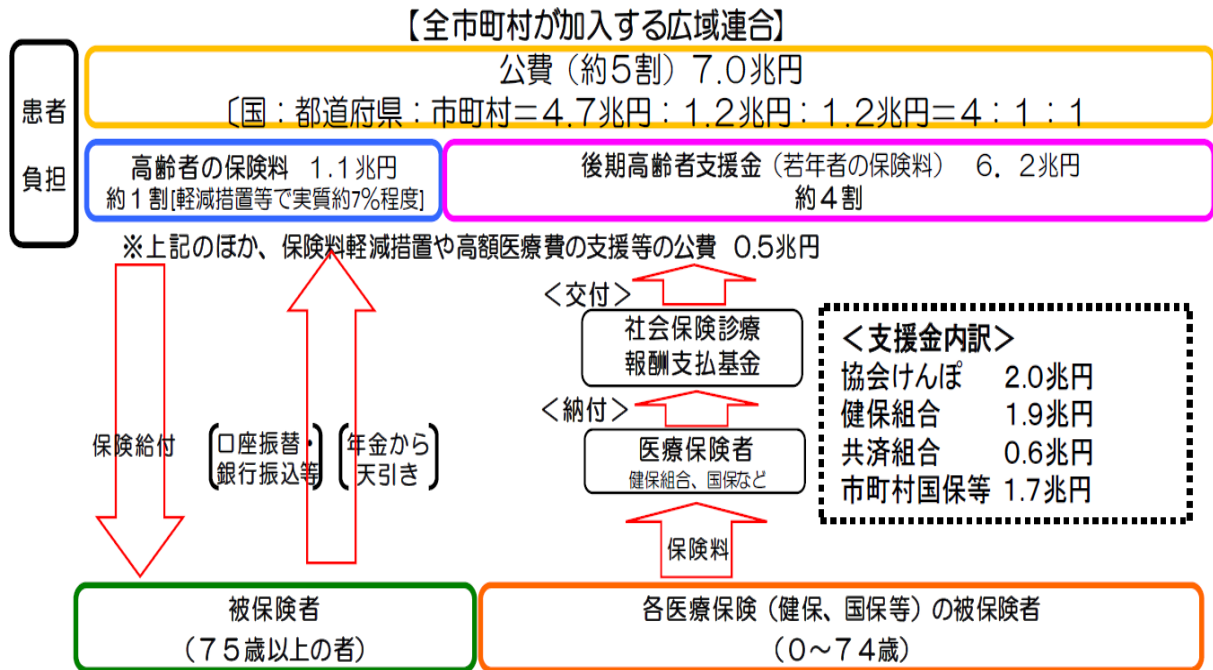 【全市町村が加入する広域連合】
患者
負担
公費（約５割）７.０兆円
〔国：都道府県：市町村＝４.７兆円：１.２兆円：１.２兆円＝４：１：１
高齢者の保険料　1.1兆円
約１割[軽減措置等で実質約7％程度]
後期高齢者支援金（若年者の保険料）　６．２兆円
約４割
※上記のほか、保険料軽減措置や高額医療費の支援等の公費　0.5兆円
＜交付＞
社会保険診療
報酬支払基金
＜納付＞
医療保険者
健保組合、国保など
保険料
保険給付
口座振替・
銀行振込等
年金から
天引き
＜支援金内訳＞
協会けんぽ　2.0兆円
健保組合　1.9兆円
共済組合　0.6兆円
市町村国保等　1.7兆円
被保険者
（７５歳以上の者）
各医療保険（健保、国保等）の被保険者
（０～７４歳）